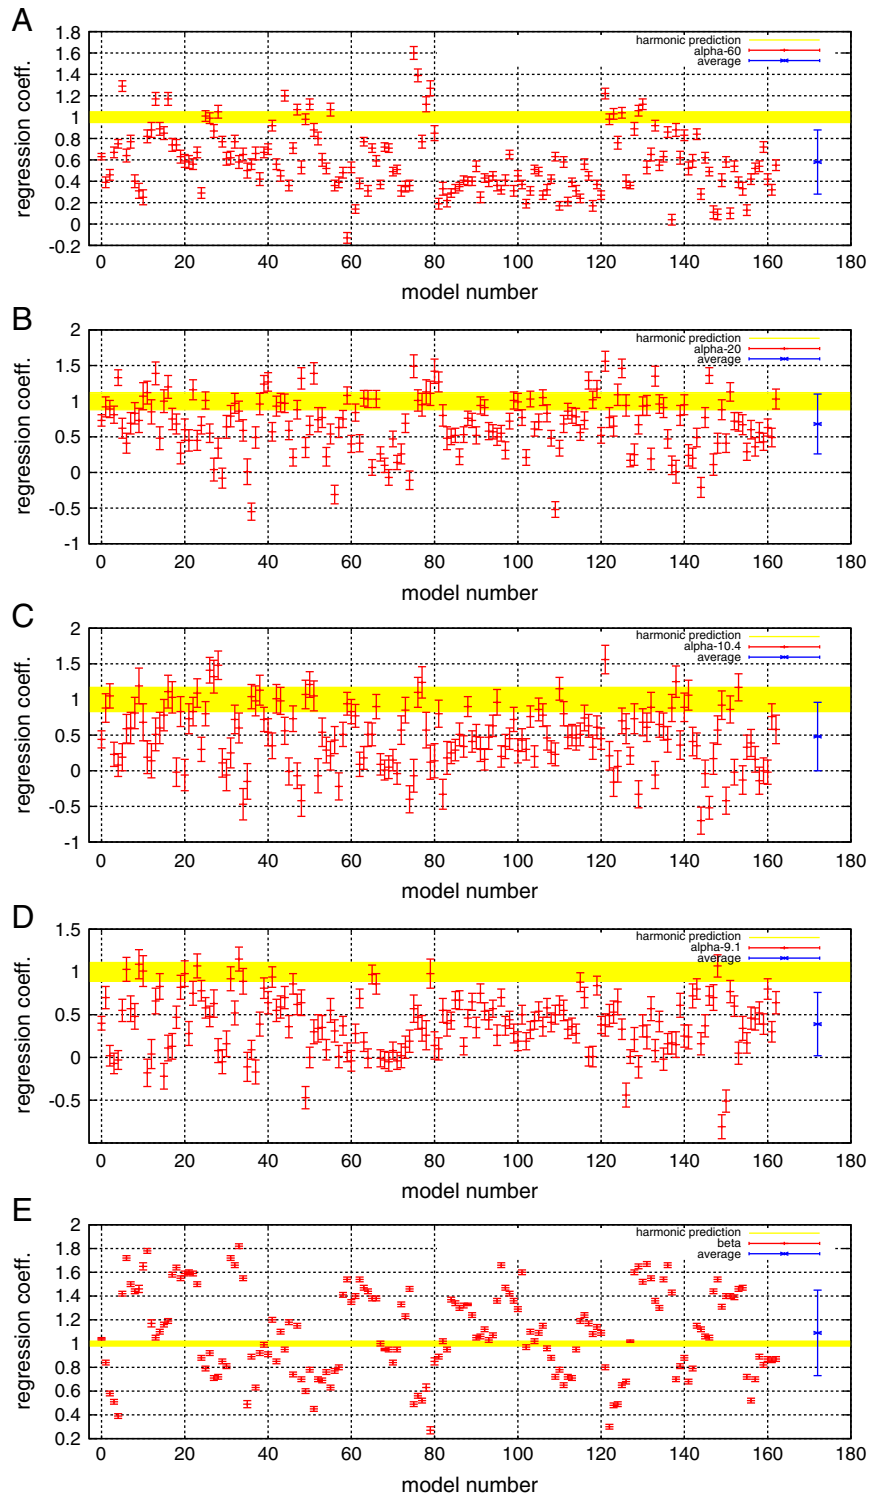 A
1.8
1.6
1.4
1.2
1
0.8
0.6
0.4
0.2
0
-0.2
regression coeff.
harmonic prediction
alpha-60
average
0 20 40 60 80 100 120 140 160 180
model number
B
2
1.5
1
0.5
0
-0.5
-1
regression coeff.
harmonic prediction
alpha-20
average
0 20 40 60 80 100 120 140 160 180
model number
C
2
1.5
1
0.5
0
-0.5
-1
regression coeff.
harmonic prediction
alpha-10.4
average
0 20 40 60 80 100 120 140 160 180
model number
D
1.5
1
0.5
0
-0.5
regression coeff.
harmonic prediction
alpha-9.1
average
0 20 40 60 80 100 120 140 160 180
model number
E
2
1.8
1.6
1.4
1.2
1
0.8
0.6
0.4
0.2
regression coeff.
harmonic prediction
beta
average
0 20 40 60 80 100 120 140 160 180
model number